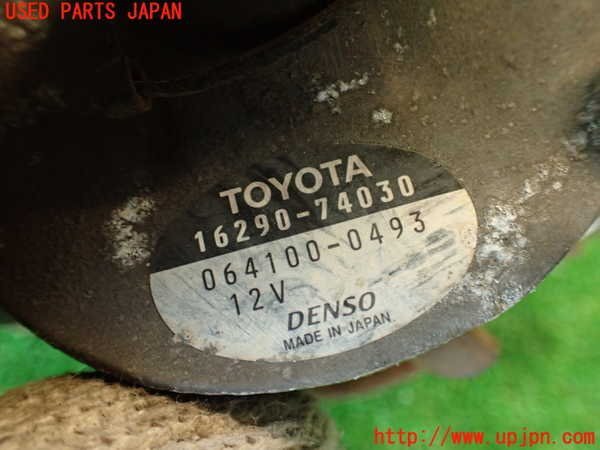 USED PARTS JAPAN
TOYOTA
16290-74030
064100-0493
12V
DENSO
MADE IN JAPAN
http://www.upjpn.com/